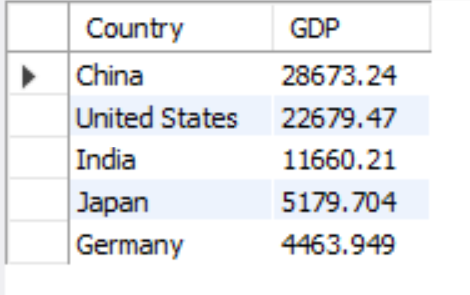 Country GDP
China 28673.24
United States 22679.47
India 11660.21
Japan 5179.704
Germany 4463.949